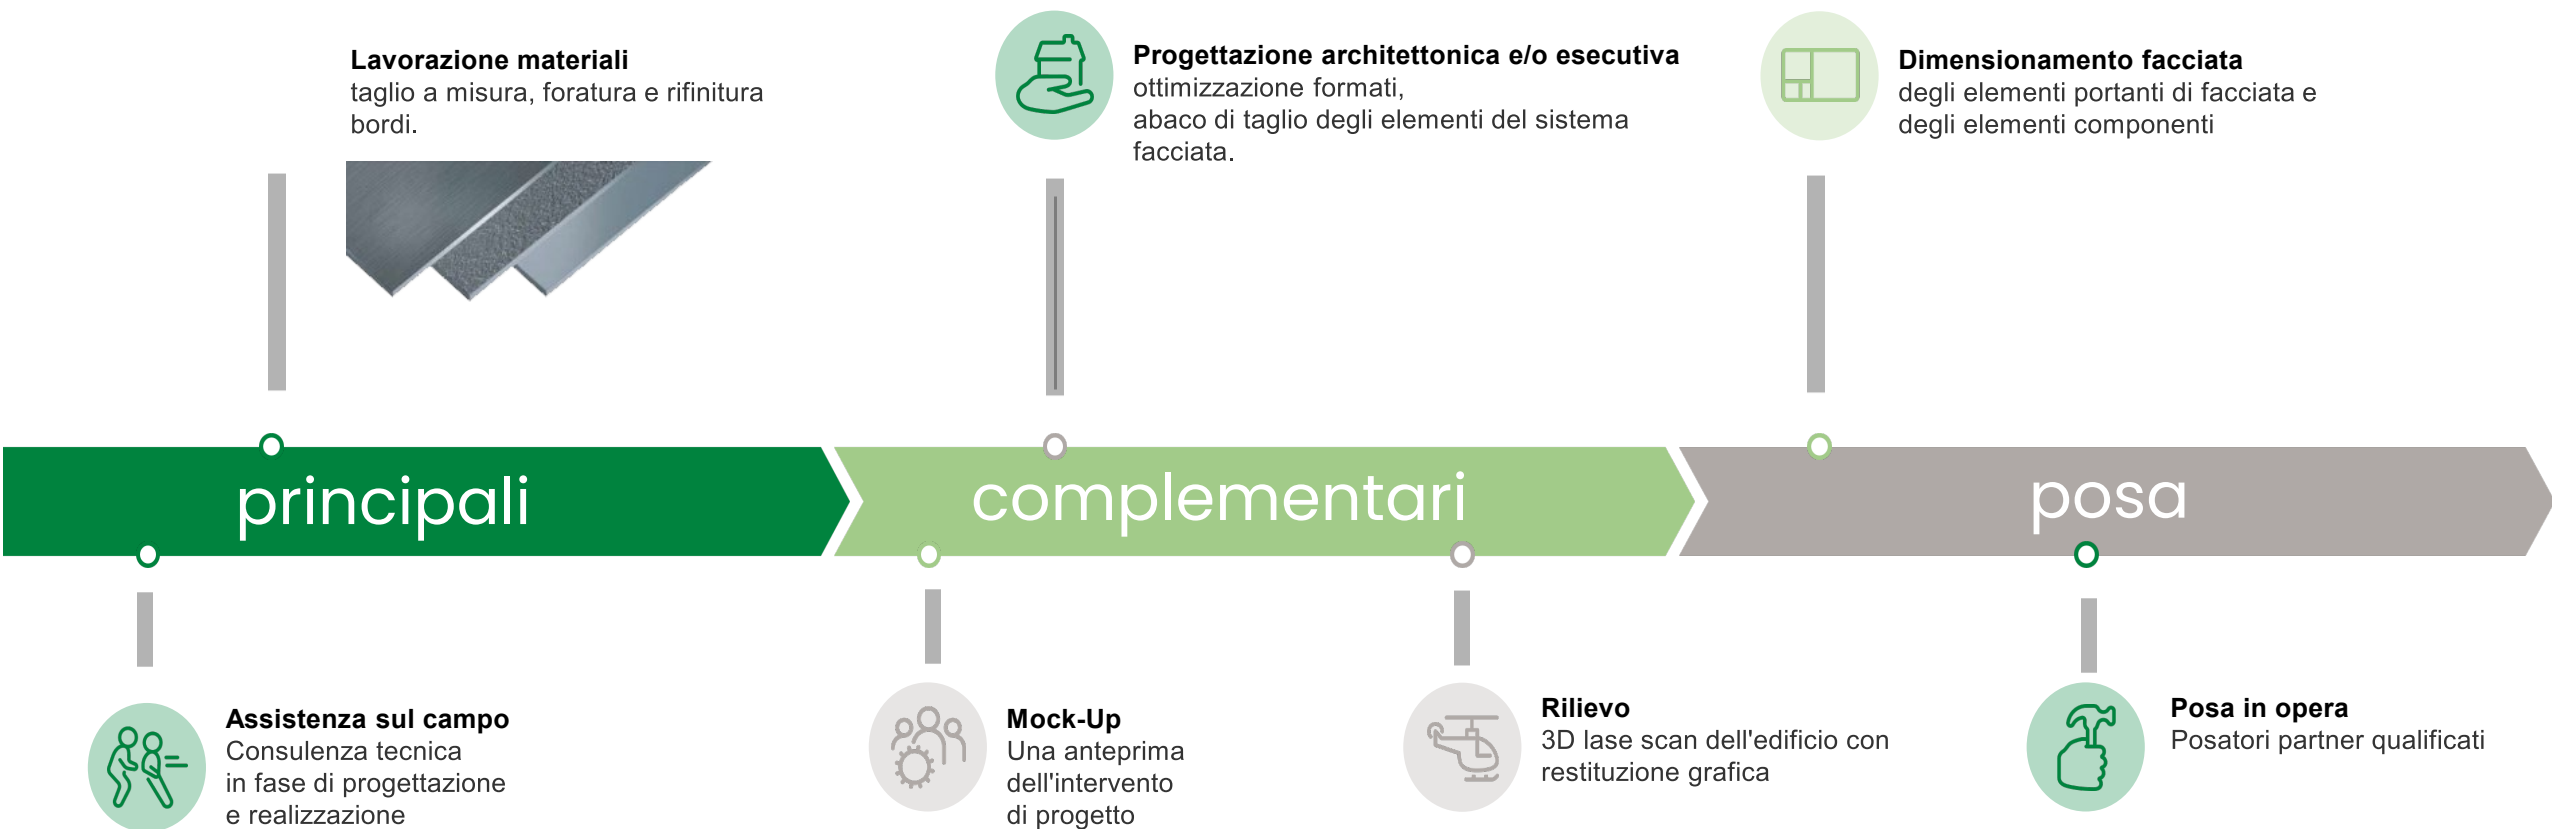 Lavorazione materiali
taglio a misura, foratura e rifinitura
bordi.
Progettazione architettonica e/o esecutiva
ottimizzazione formati,
abaco di taglio degli elementi del sistema
facciata.
Dimensionamento facciata
degli elementi portanti di facciata e
degli elementi componenti
principali
complementari
posa
Assistenza sul campo
Consulenza tecnica
in fase di progettazione
e realizzazione
Mock-Up
Una anteprima
dell'intervento
di progetto
Rilievo
3D lase scan dell'edificio con
restituzione grafica
Posa in opera
Posatori partner qualificati